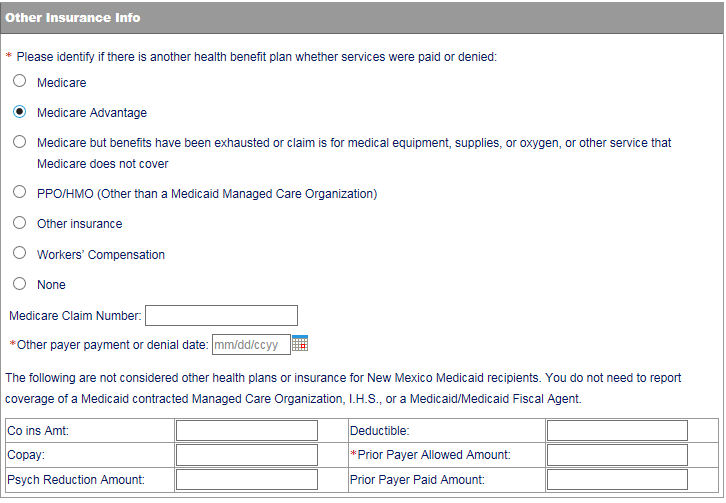 Other Insurance Info
* Please identify if there is another health benefit plan whether services were paid or denied:
Medicare
Medicare Advantage
Medicare but benefits have been exhausted or claim is for medical equipment, supplies, or oxygen, or other service that
Medicare does not cover
PPO/HMO (Other than a Medicaid Managed Care Organization)
Other insurance
Workers' Compensation
None
Medicare Claim Number:
*Other payer payment or denial date: mm/dd/ccyy
The following are not considered other health plans or insurance for New Mexico Medicaid recipients. You do not need to report
coverage of a Medicaid contracted Managed Care Organization, I.H.S., or a Medicaid/Medicaid Fiscal Agent.
Co ins Amt: Deductible:
Copay: *Prior Payer Allowed Amount:
Psych Reduction Amount: Prior Payer Paid Amount: